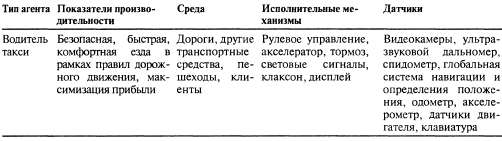 Тип агента Показатели произво-дительности Среда Исполнительные ме-ханизмы Датчики
Водитель такси
Безопасная, быстрая,
комфортная езда в
рамках правил дорож-
ного движения, мак-
симизация прибыли
Дороги, другие
транспортные
средства, пе-
шеходы, кли-
енты
Рулевое управление,
акселератор, тормоз,
световые сигналы,
клаксон, дисплей
Видеокамеры, ультра-
звуковой дальномер,
спидометр, глобальная
система навигации и
определения положе-
ния, одометр, акселе-
рометр, датчики дви-
гателя, клавиатура